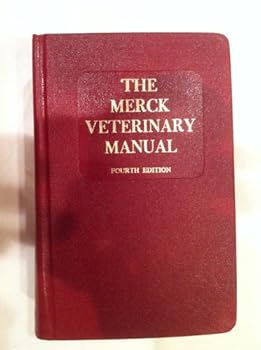 THE
MERCK
VETERINARY
MANUAL
FOURTH EDITION